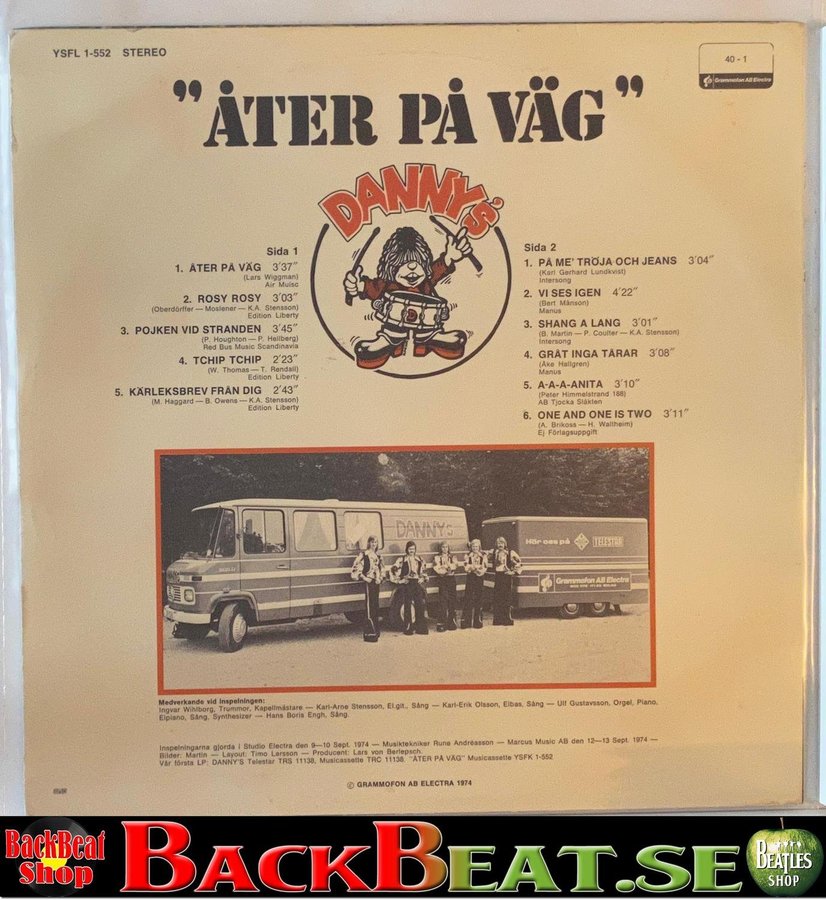 YSFL 1-552 STEREO
40 - 1
Grammofon AB Electra
"ÅTER PÅ VÄG"
DANNY'S
Sida 1
1. ÅTER PÅ VÄG 3'37"
(Lars Wiggman)
Air Muisc
2. ROSY ROSY 3'03"
(Oberdörffer — Moslener — K.A. Stensson)
Edition Liberty
3. POJKEN VID STRANDEN 3'45"
(P. Houghton — P. Hellberg)
Red Bus Music Scandinavia
4. TCHIP TCHIP 2'23"
(W. Thomas — T. Rendall)
Edition Liberty
5. KÄRLEKSBREV FRÅN DIG 2'43"
(M. Haggard — B. Owens — K.A. Stensson)
Edition Liberty
Sida 2
1. PÅ ME' TRÖJA OCH JEANS 3'04"
(Karl Gerhard Lundkvist)
Intersong
2. VI SES IGEN 4'22"
(Bert Månson)
Manus
3. SHANG A LANG 3'01"
(B. Martin — P. Coulter — K.A. Stensson)
Intersong
4. GRÅT INGA TÅRAR 3'08"
(Åke Hallgren)
Manus
5. A-A-A-ANITA 3'10"
(Peter Himmelstrand 188)
AB Tjocka Släkten
6. ONE AND ONE IS TWO 3'11"
(A. Brikoss — H. Wallheim)
Ej Förlagsuppgift
DANNYs
Hör oss på TELESTAR
Grammofon AB Electra
Medverkande vid inspelningen:
Ingvar Wihlborg, Trummor, Kapellmästare — Karl-Arne Stensson, El.git., Sång — Karl-Erik Olsson, Elbas, Sång — Ulf Gustavsson, Orgel, Piano,
Elpiano, Sång, Synthesizer — Hans Boris Engh, Sång.
Inspelningarna gjorda i Studio Electra den 9—10 Sept. 1974 — Musiktekniker Rune Andréasson — Marcus Music AB den 12—13 Sept. 1974 —
Bilder: Martin — Layout: Timo Lersson — Producent: Lars von Berlepsch.
Vår första LP: DANNY'S Telestar TRS 11138, Musicassette TRC 11138, "ÅTER PÅ VÄG" Musicassette YSFK 1-552
© GRAMMOFON AB ELECTRA 1974
BackBeat Shop
BACKBEAT.SE
BEATLES SHOP